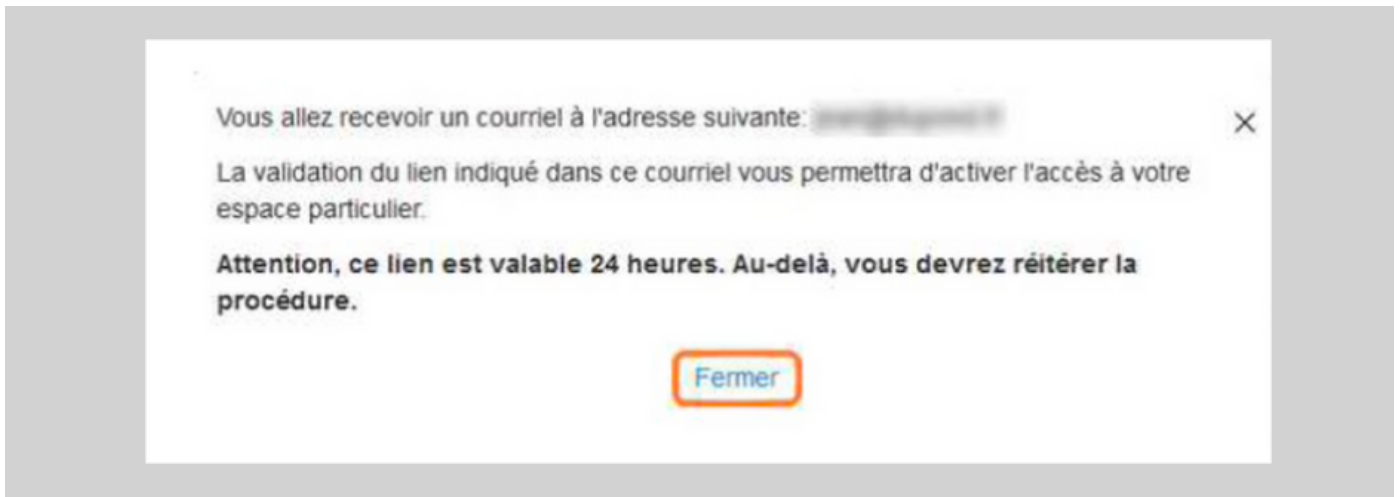 Vous allez recevoir un courriel à l'adresse suivante:
La validation du lien indiqué dans ce courriel vous permettra d'activer l'accès à votre
espace particulier.
Attention, ce lien est valable 24 heures. Au-delà, vous devrez réitérer la
procédure.
Fermer